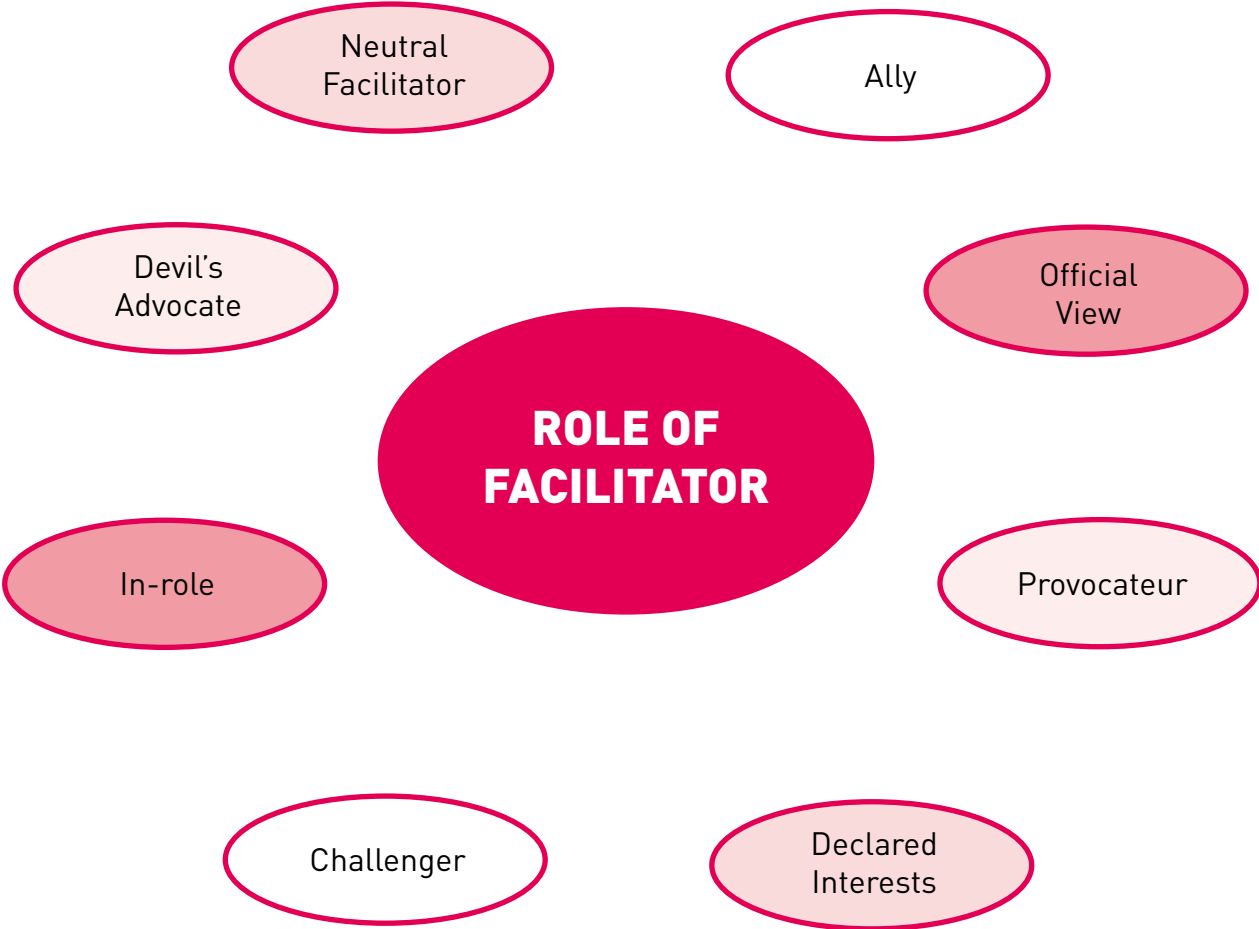 Neutral
Facilitator
Ally
Devil’s
Advocate
Official
View
ROLE OF
FACILITATOR
In-role
Provocateur
Challenger
Declared
Interests